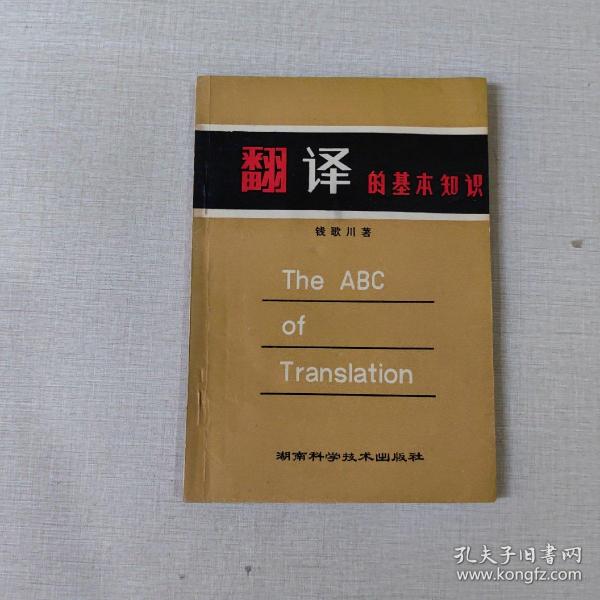 翻译的基本知识
钱歌川著
The ABC
of
Translation
湖南科学技术出版社
孔夫子旧書网
www.kongfz.com